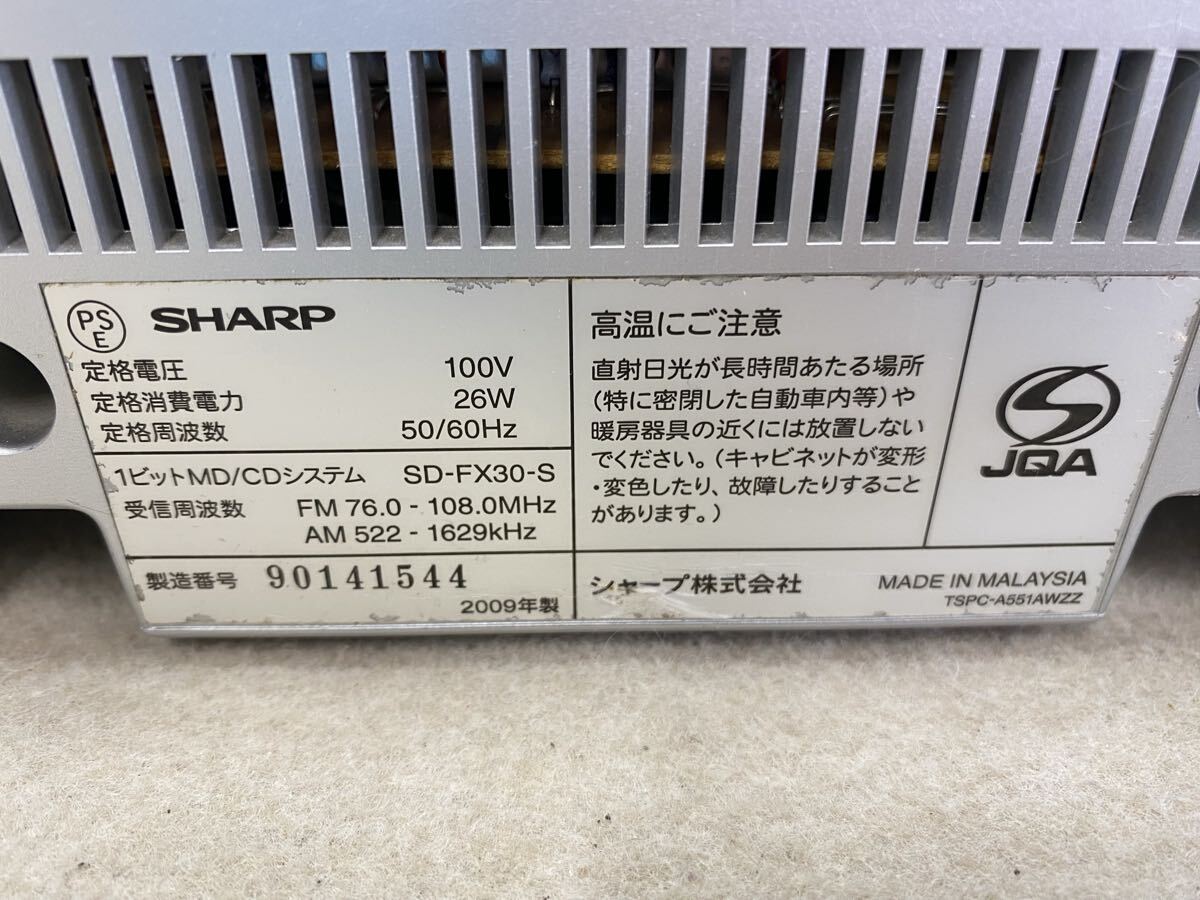 PS
E
SHARP
定格電圧 100V
定格消費電力 26W
定格周波数 50/60Hz
1ビットMD/CDシステム SD-FX30-S
受信周波数 FM 76.0 - 108.0MHz
AM 522 - 1629kHz
製造番号 90141544
2009年製
高温にご注意
直射日光が長時間あたる場所
(特に密閉した自動車内等)や
暖房器具の近くには放置しない
でください。(キャビネットが変形
・変色したり、故障したりすること
があります。)
JQA
シャープ株式会社
MADE IN MALAYSIA
TSPC-A551AWZZ